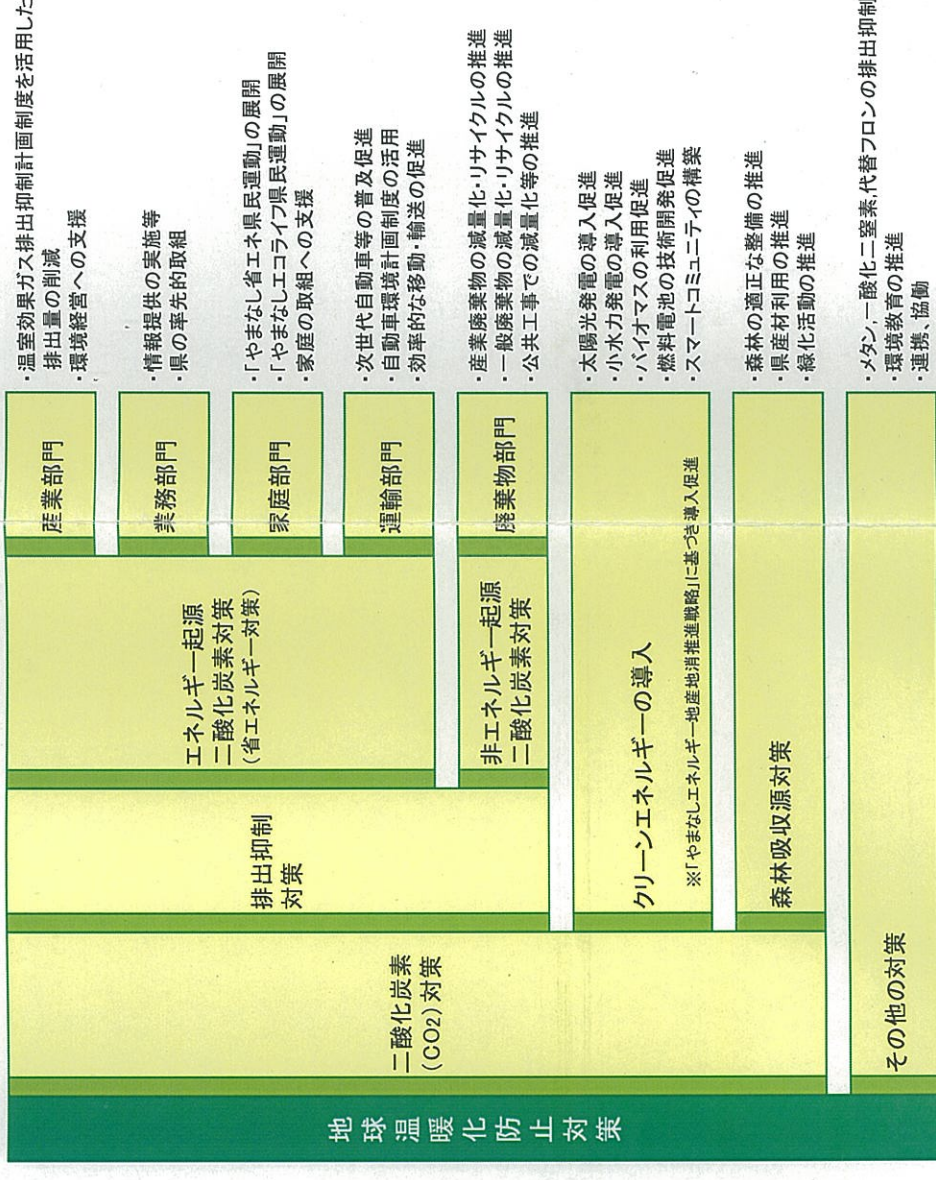 地球温暖化防止対策
二酸化炭素
(CO2)対策
排出抑制
対策
エネルギー起源
二酸化炭素対策
(省エネルギー対策)
産業部門
・温室効果ガス排出抑制計画制度を活用した
排出量の削減
・環境経営への支援
業務部門
・情報提供の実施等
・県の率先的取組
家庭部門
・「やまなし省エネ県民運動」の展開
・「やまなしエコライフ県民運動」の展開
・家庭の取組への支援
運輸部門
・次世代自動車等の普及促進
・自動車環境計画制度の活用
・効率的な移動・輸送の促進
非エネルギー起源
二酸化炭素対策
廃棄物部門
・産業廃棄物の減量化・リサイクルの推進
・一般廃棄物の減量化・リサイクルの推進
・公共工事での減量化等の推進
クリーンエネルギーの導入
※「やまなしエネルギー地産地消推進戦略」に基づき導入促進
・太陽光発電の導入促進
・小水力発電の導入促進
・バイオマスの利用促進
・燃料電池の技術開発促進
・スマートコミュニティの構築
森林吸収源対策
・森林の適正な整備の推進
・県産材利用の推進
・緑化活動の推進
その他の対策
・メタン,一酸化二窒素,代替フロンの排出抑制
・環境教育の推進
・連携、協働